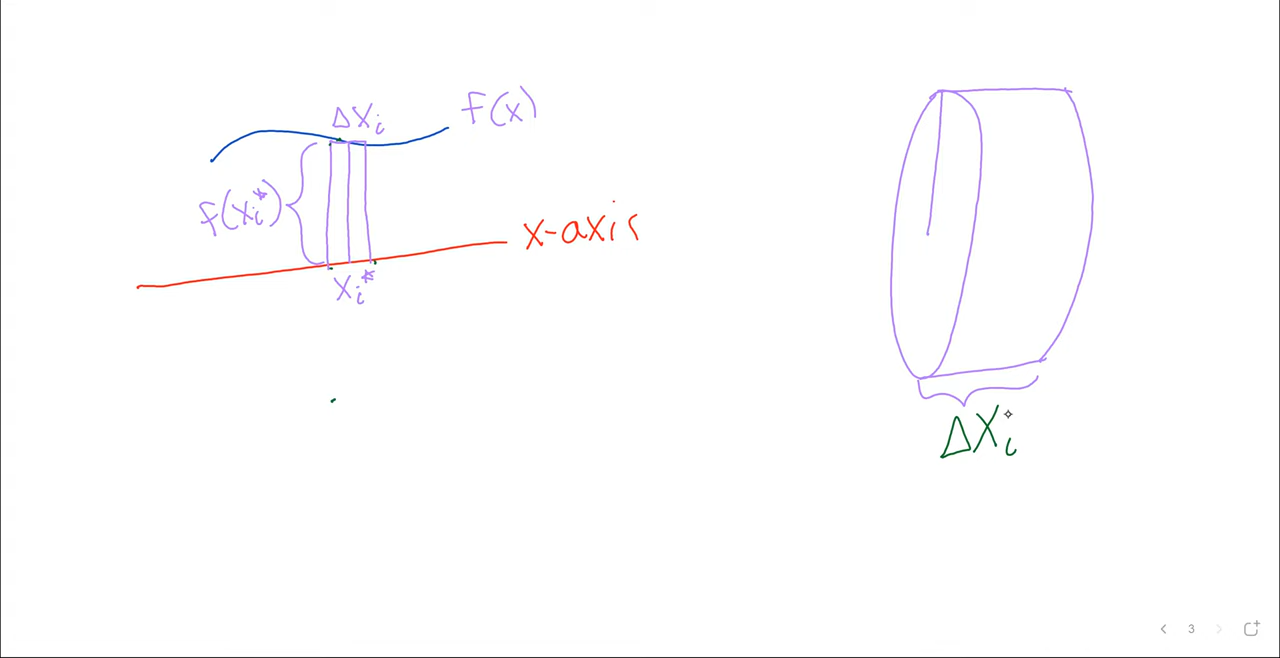 Δxᵢ
f(x)
f(xᵢ*)
x-axis
xᵢ*
Δxᵢ
3